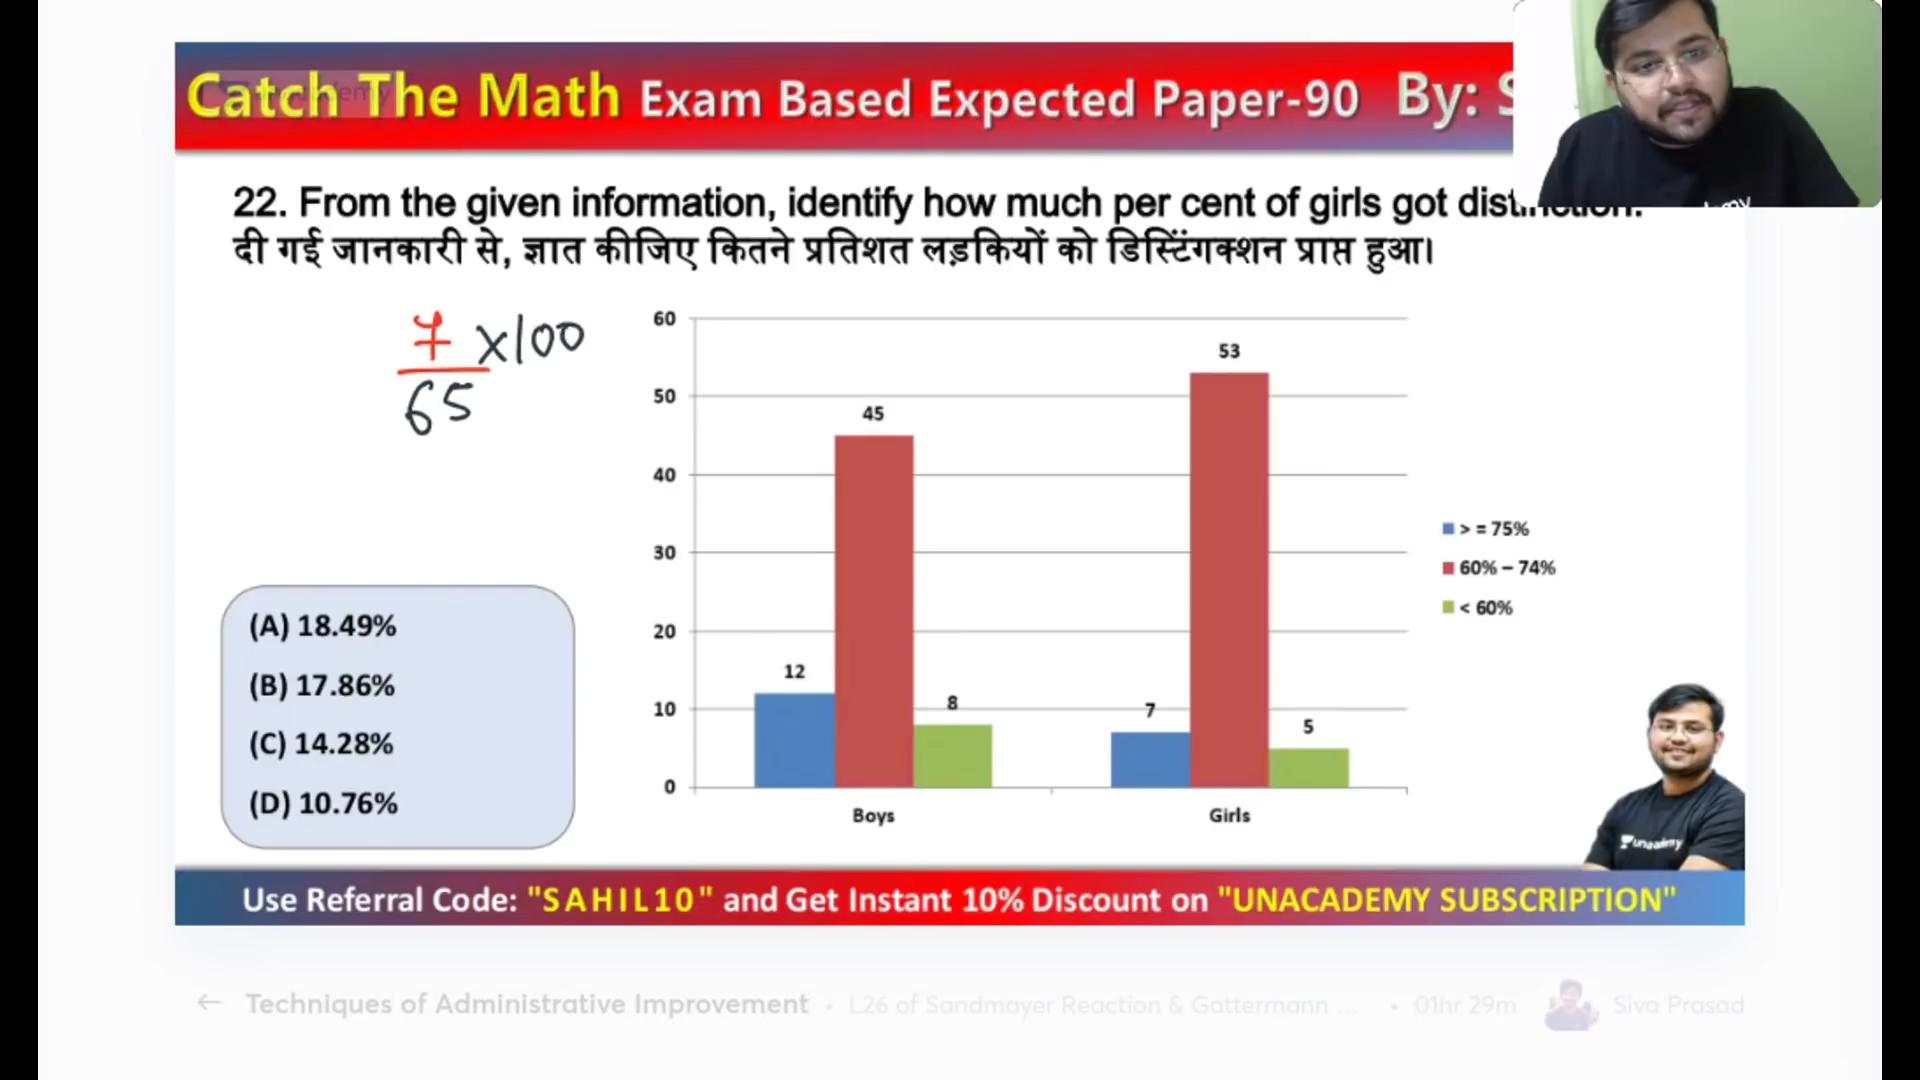 Catch The Math Exam Based Expected Paper-90 By: S
22. From the given information, identify how much per cent of girls got distinction.
दी गई जानकारी से, ज्ञात कीजिए कितने प्रतिशत लड़कियों को डिस्टिंगक्शन प्राप्त हुआ।
7 x100
65
60
50
40
30
20
10
0
45
12
8
53
7
5
Boys
Girls
> = 75%
60% – 74%
< 60%
(A) 18.49%
(B) 17.86%
(C) 14.28%
(D) 10.76%
unacademy
Use Referral Code: "SAHIL10" and Get Instant 10% Discount on "UNACADEMY SUBSCRIPTION"
← Techniques of Administrative Improvement • L26 of Sandmayer Reaction & Gattermann ... • 01hr 29m Siva Prasad